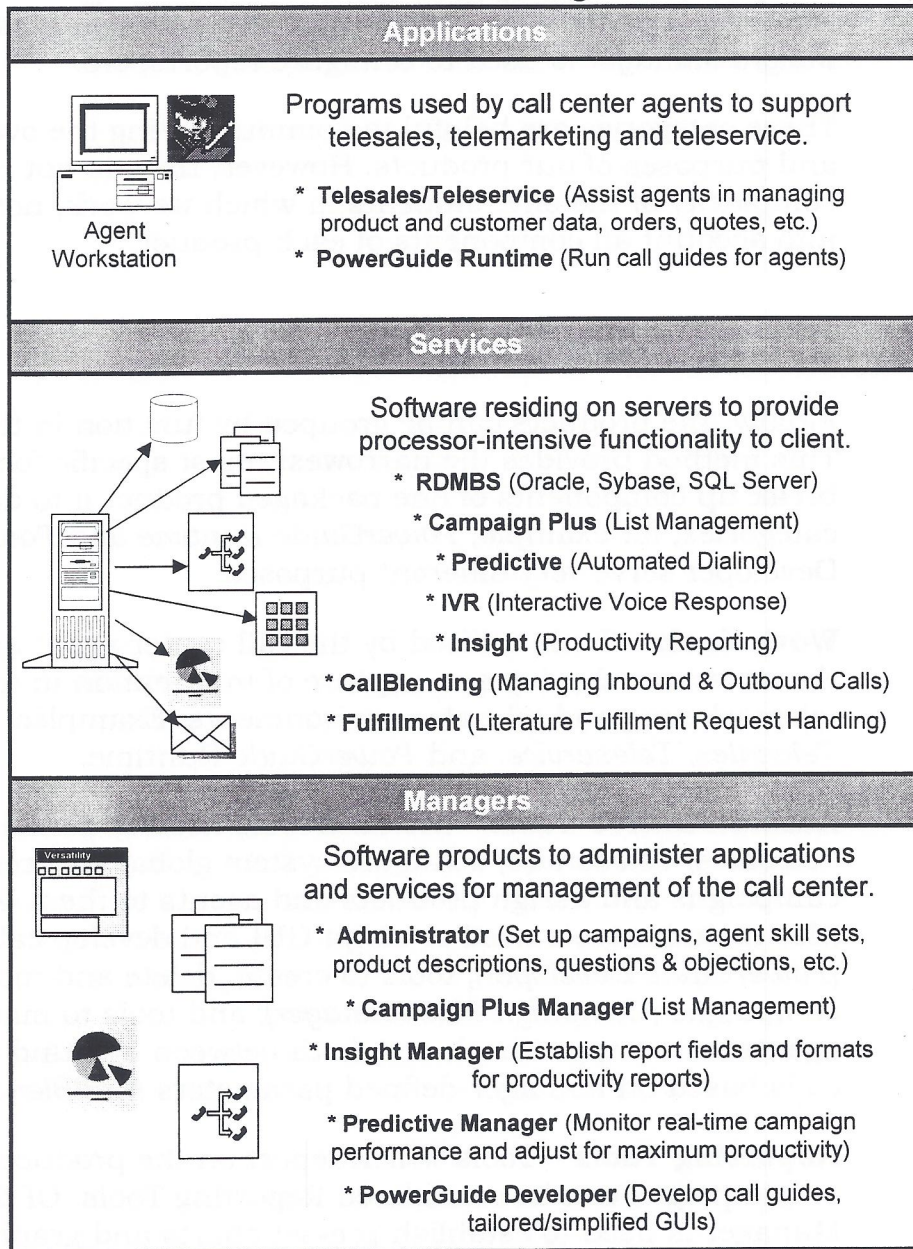 Applications
Programs used by call center agents to support
telesales, telemarketing and teleservice.
* Telesales/Teleservice (Assist agents in managing
product and customer data, orders, quotes, etc.)
* PowerGuide Runtime (Run call guides for agents)
Agent
Workstation
Services
Software residing on servers to provide
processor-intensive functionality to client.
* RDMBS (Oracle, Sybase, SQL Server)
* Campaign Plus (List Management)
* Predictive (Automated Dialing)
* IVR (Interactive Voice Response)
* Insight (Productivity Reporting)
* CallBlending (Managing Inbound & Outbound Calls)
* Fulfillment (Literature Fulfillment Request Handling)
Managers
Versatility
Software products to administer applications
and services for management of the call center.
* Administrator (Set up campaigns, agent skill sets,
product descriptions, questions & objections, etc.)
* Campaign Plus Manager (List Management)
* Insight Manager (Establish report fields and formats
for productivity reports)
* Predictive Manager (Monitor real-time campaign
performance and adjust for maximum productivity)
* PowerGuide Developer (Develop call guides,
tailored/simplified GUIs)